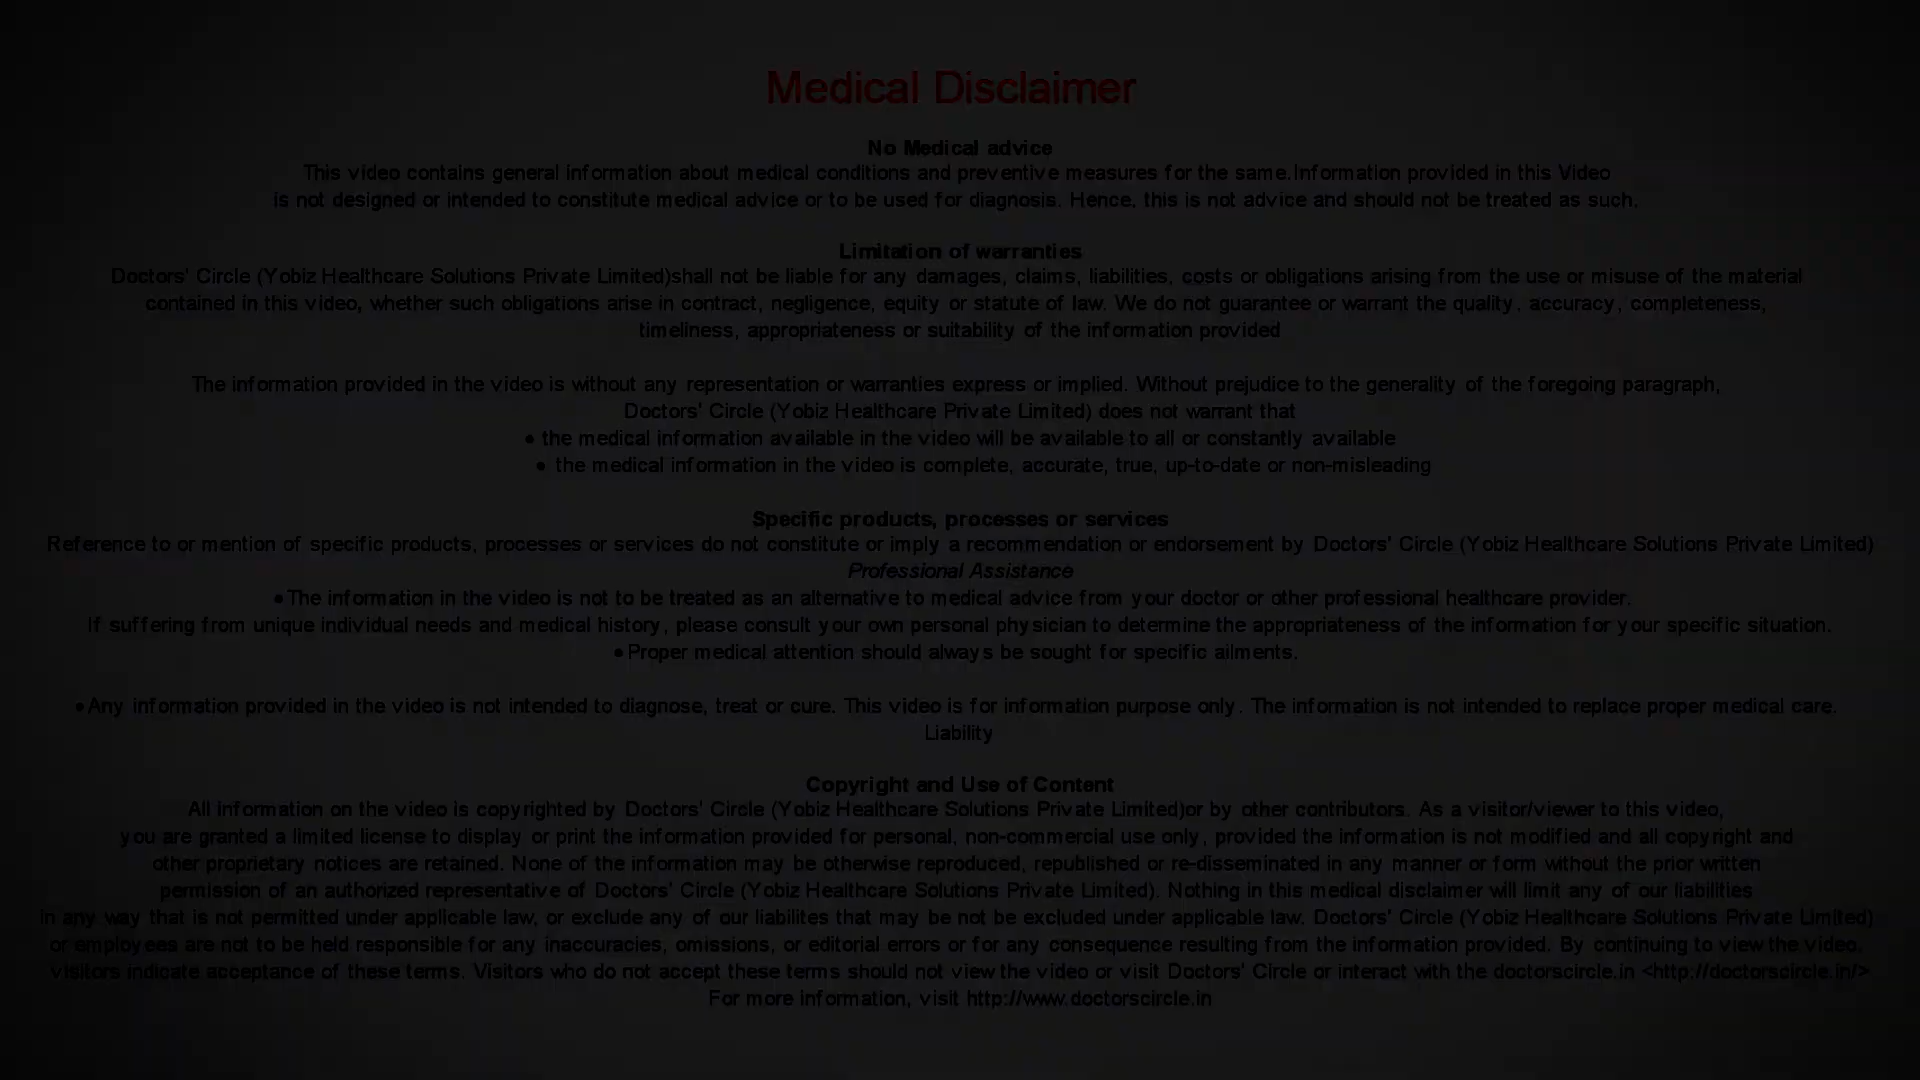 Medical Disclaimer
No Medical advice
This video contains general information about medical conditions and preventive measures for the same.Information provided in this Video
is not designed or intended to constitute medical advice or to be used for diagnosis. Hence, this is not advice and should not be treated as such.
Limitation of warranties
Doctors' Circle (Yobiz Healthcare Solutions Private Limited)shall not be liable for any damages, claims, liabilities, costs or obligations arising from the use or misuse of the material
contained in this video, whether such obligations arise in contract, negligence, equity or statute of law. We do not guarantee or warrant the quality, accuracy, completeness,
timeliness, appropriateness or suitability of the information provided
The information provided in the video is without any representation or warranties express or implied. Without prejudice to the generality of the foregoing paragraph,
Doctors' Circle (Yobiz Healthcare Private Limited) does not warrant that
• the medical information available in the video will be available to all or constantly available
• the medical information in the video is complete, accurate, true, up-to-date or non-misleading
Specific products, processes or services
Reference to or mention of specific products, processes or services do not constitute or imply a recommendation or endorsement by Doctors' Circle (Yobiz Healthcare Solutions Private Limited)
Professional Assistance
•The information in the video is not to be treated as an alternative to medical advice from your doctor or other professional healthcare provider.
If suffering from unique individual needs and medical history, please consult your own personal physician to determine the appropriateness of the information for your specific situation.
•Proper medical attention should always be sought for specific ailments.
•Any information provided in the video is not intended to diagnose, treat or cure. This video is for information purpose only. The information is not intended to replace proper medical care.
Liability
Copyright and Use of Content
All information on the video is copyrighted by Doctors' Circle (Yobiz Healthcare Solutions Private Limited)or by other contributors. As a visitor/viewer to this video,
you are granted a limited license to display or print the information provided for personal, non-commercial use only, provided the information is not modified and all copyright and
other proprietary notices are retained. None of the information may be otherwise reproduced, republished or re-disseminated in any manner or form without the prior written
permission of an authorized representative of Doctors' Circle (Yobiz Healthcare Solutions Private Limited). Nothing in this medical disclaimer will limit any of our liabilities
in any way that is not permitted under applicable law, or exclude any of our liabilites that may be not be excluded under applicable law. Doctors' Circle (Yobiz Healthcare Solutions Private Limited)
or employees are not to be held responsible for any inaccuracies, omissions, or editorial errors or for any consequence resulting from the information provided. By continuing to view the video,
visitors indicate acceptance of these terms. Visitors who do not accept these terms should not view the video or visit Doctors' Circle or interact with the doctorscircle.in <http://doctorscircle.in/>
For more information, visit http://www.doctorscircle.in